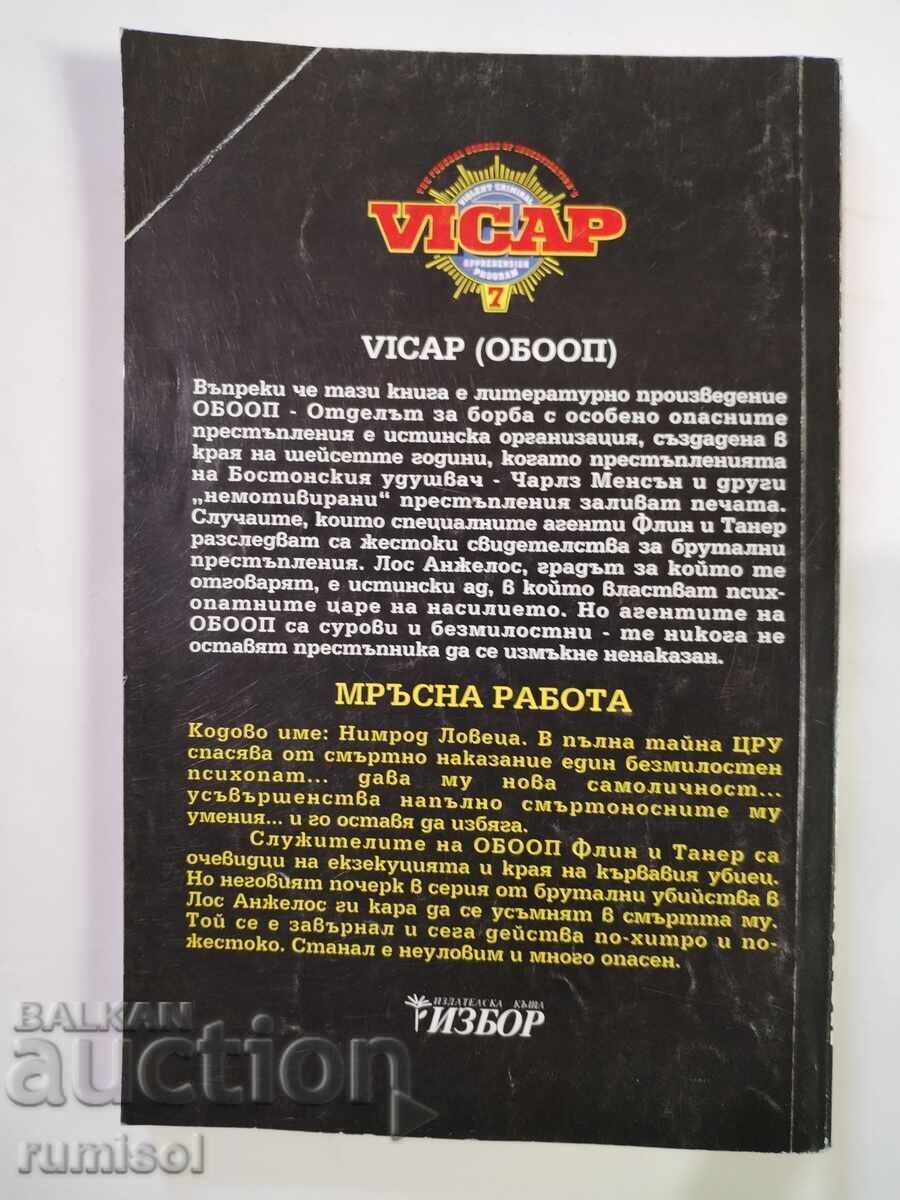 THE FEDERAL BUREAU OF INVESTIGATION'S
VIOLENT CRIMINAL
VICAP
APPREHENSION
PROGRAM
7
VICAP (ОБООП)
Въпреки че тази книга е литературно произведение
ОБООП - Отделът за борба с особено опасните
престъпления е истинска организация, създадена в
края на шейсетте години, когато престъпленията
на Бостонския удушвач - Чарлз Менсън и други
„немотивирани“ престъпления заливат печата.
Случаите, които специалните агенти Флин и Танер
разследват са жестоки свидетелства за брутални
престъпления. Лос Анжелос, градът за който те
отговарят, е истински ад, в който властват псих-
опатните царе на насилието. Но агентите на
ОБООП са сурови и безмилостни - те никога не
оставят престъпника да се измъкне ненаказан.
МРЪСНА РАБОТА
Кодово име: Нимрод Ловеца. В пълна тайна ЦРУ
спасява от смъртно наказание един безмилостен
психопат... дава му нова самоличност...
усъвършенства напълно смъртоносните му
умения... и го оставя да избяга.
Служителите на ОБООП Флин и Танер са
очевидци на екзекуцията и края на кървавия убиец.
Но неговият почерк в серия от брутални убийства в
Лос Анжелос ги кара да се усъмнят в смъртта му.
Той се е завърнал и сега действа по-хитро и по-
жестоко. Станал е неуловим и много опасен.
ИЗДАТЕЛСКА КЪЩА
ИЗБОР
BALKAN
auction
rumisol